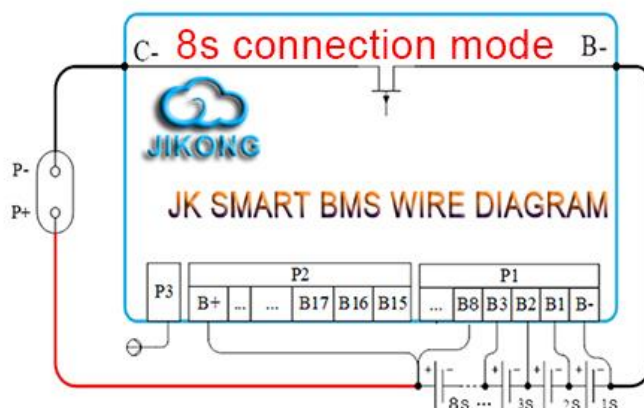 C- 8s connection mode B-
JIKONG
P-
P+
JK SMART BMS WIRE DIAGRAM
P3 P2 P1
B+ ... ... B17 B16 B15 ... B8 B3 B2 B1 B-
+ - + - + - + -
8s ... 3s 2s 1s